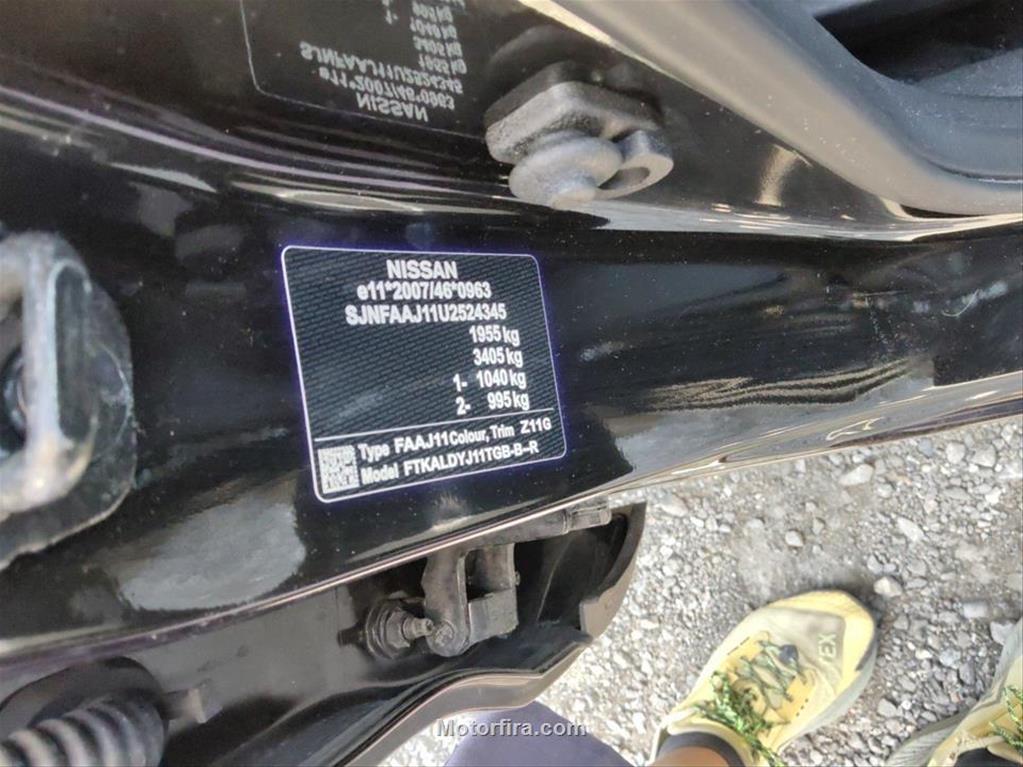 NISSAN
e11*2007/46*0963
SJNFAAJ11U2524345
1955 kg
3405 kg
1- 1040 kg
2- 995 kg
Type FAAJ11 Colour, Trim Z11G
Model FTKALDYJ11TGB-B--R
EX
Motorfira.com